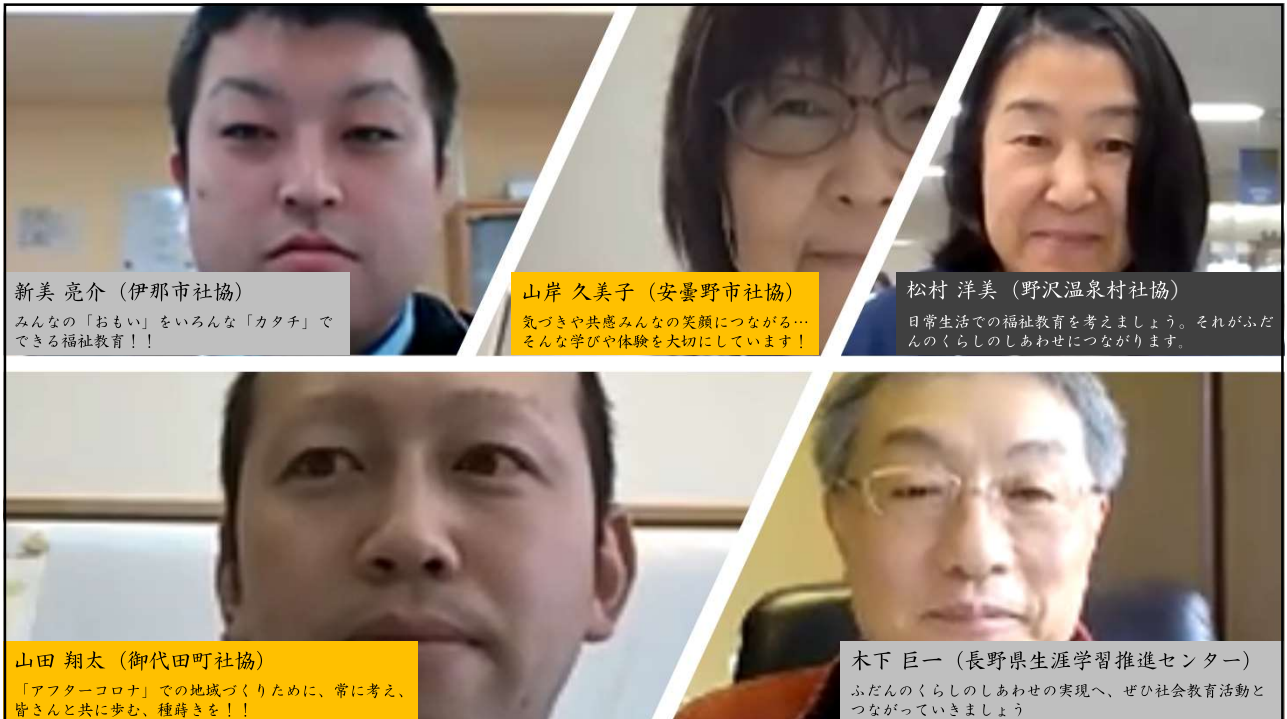 新美 亮介（伊那市社協）
みんなの「おもい」をいろんな「カタチ」で
できる福祉教育！！
山岸 久美子（安曇野市社協）
気づきや共感みんなの笑顔につながる…
そんな学びや体験を大切にしています！
松村 洋美（野沢温泉村社協）
日常生活での福祉教育を考えましょう。それがふだ
んのくらしのしあわせにつながります。
山田 翔太（御代田町社協）
「アフターコロナ」での地域づくりために、常に考え、
皆さんと共に歩む、種蒔きを！！
木下 巨一（長野県生涯学習推進センター）
ふだんのくらしのしあわせの実現へ、ぜひ社会教育活動と
つながっていきましょう